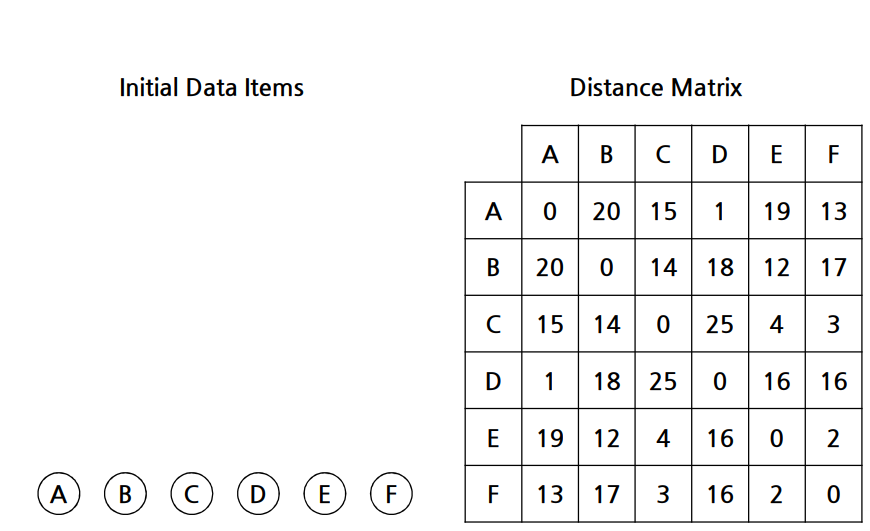 Initial Data Items
Distance Matrix
A B C D E F
A 0 20 15 1 19 13
B 20 0 14 18 12 17
C 15 14 0 25 4 3
D 1 18 25 0 16 16
E 19 12 4 16 0 2
F 13 17 3 16 2 0
A B C D E F